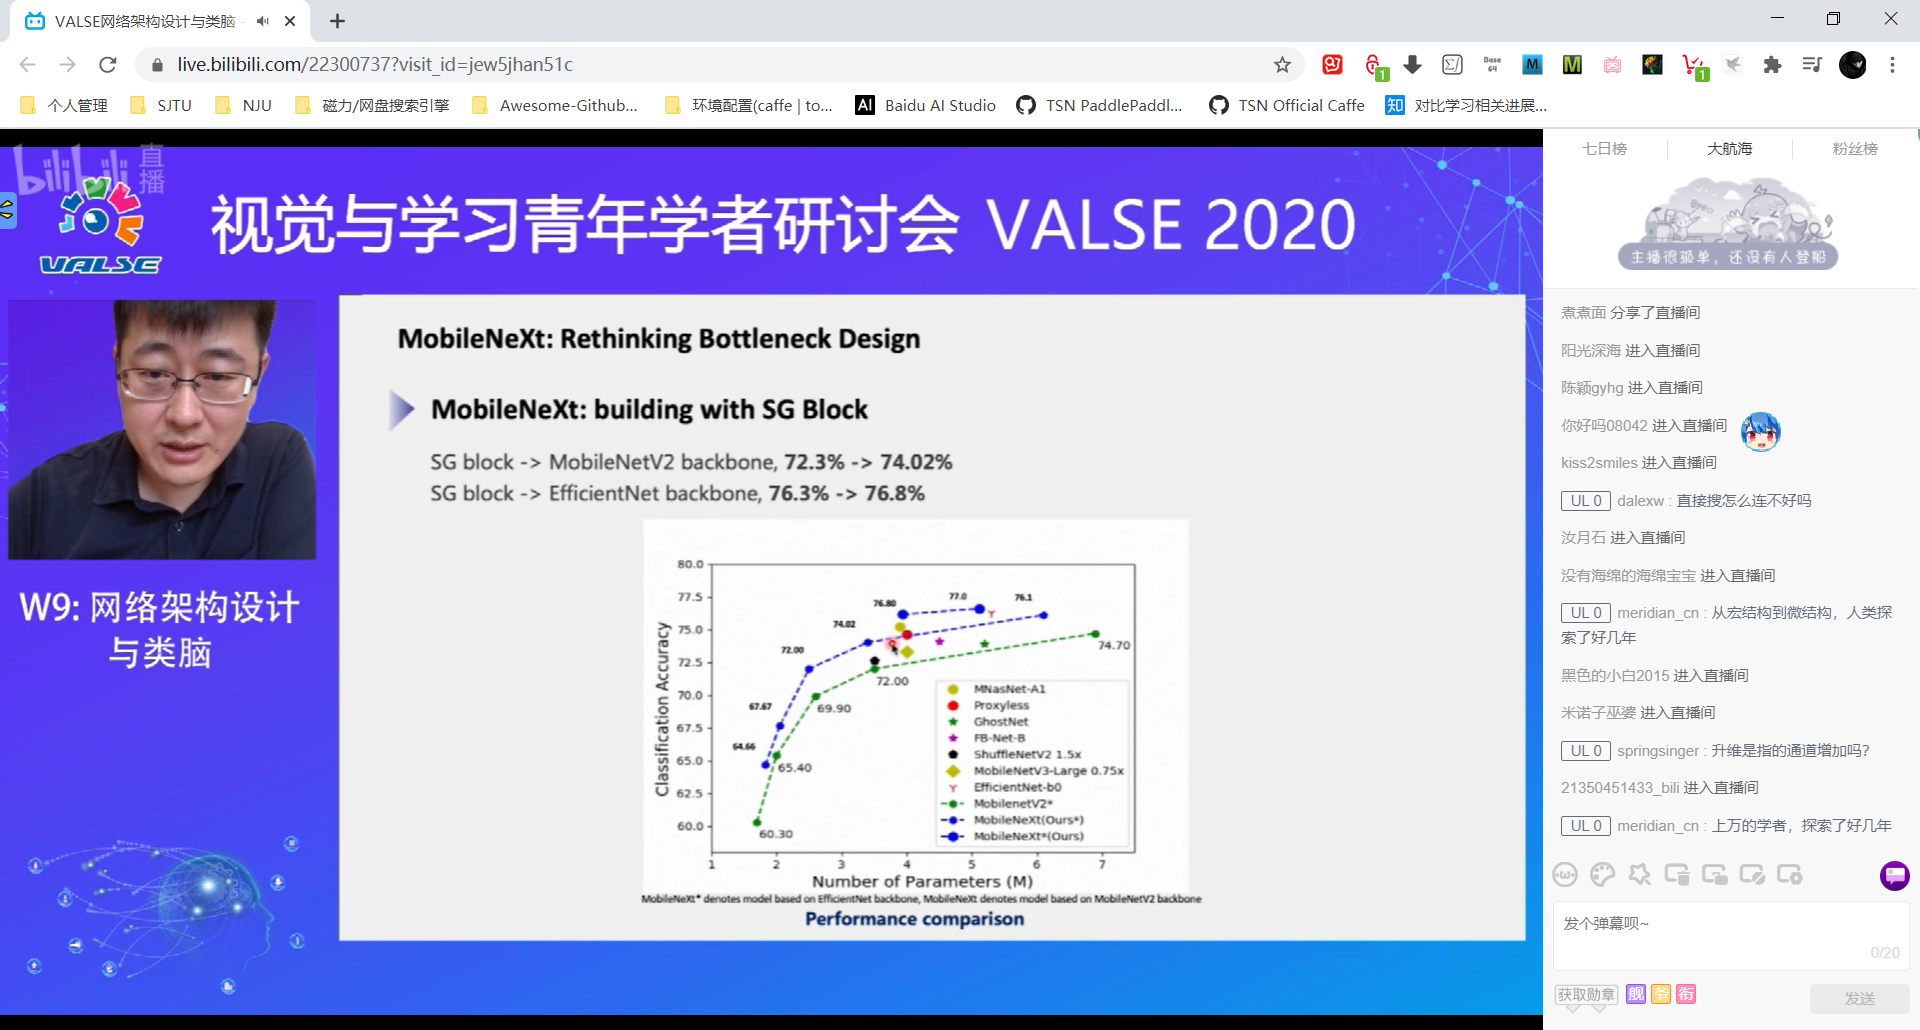 VALSE网络架构设计与类脑
live.bilibili.com/22300737?visit_id=jew5jhan51c
个人管理
SJTU
NJU
磁力/网盘搜索引擎
Awesome-Github...
环境配置(caffe | to...
AI Baidu AI Studio
TSN PaddlePaddl...
TSN Official Caffe
知 对比学习相关进展...
bilibili 直播
VALSE
视觉与学习青年学者研讨会 VALSE 2020
W9: 网络架构设计
与类脑
MobileNeXt: Rethinking Bottleneck Design
MobileNeXt: building with SG Block
SG block -> MobileNetV2 backbone, 72.3% -> 74.02%
SG block -> EfficientNet backbone, 76.3% -> 76.8%
Classification Accuracy
80.0
77.5
75.0
72.5
70.0
67.5
65.0
62.5
60.0
76.80
77.0
76.1
74.02
72.00
67.67
64.66
74.70
72.00
69.90
65.40
60.30
MNasNet-A1
Proxyless
GhostNet
FB-Net-B
ShuffleNetV2 1.5x
MobileNetV3-Large 0.75x
EfficientNet-b0
MobilenetV2*
MobileNeXt(Ours*)
MobileNeXt*(Ours)
1 2 3 4 5 6 7
Number of Parameters (M)
MobileNeXt* denotes model based on EfficientNet backbone, MobileNeXt denotes model based on MobileNetV2 backbone
Performance comparison
七日榜
大航海
粉丝榜
主播很孤单，还没有人登船
煮煮面 分享了直播间
阳光深海 进入直播间
陈颖gyhg 进入直播间
你好吗08042 进入直播间
kiss2smiles 进入直播间
UL 0 dalexw : 直接搜怎么连不好吗
汝月石 进入直播间
没有海绵的海绵宝宝 进入直播间
UL 0 meridian_cn : 从宏结构到微结构，人类探
索了好几年
黑色的小白2015 进入直播间
米诺子巫婆 进入直播间
UL 0 springsinger : 升维是指的通道增加吗?
21350451433_bili 进入直播间
UL 0 meridian_cn : 上万的学者，探索了好几年
发个弹幕呗~
0/20
获取勋章
舰 爷 衔
发送